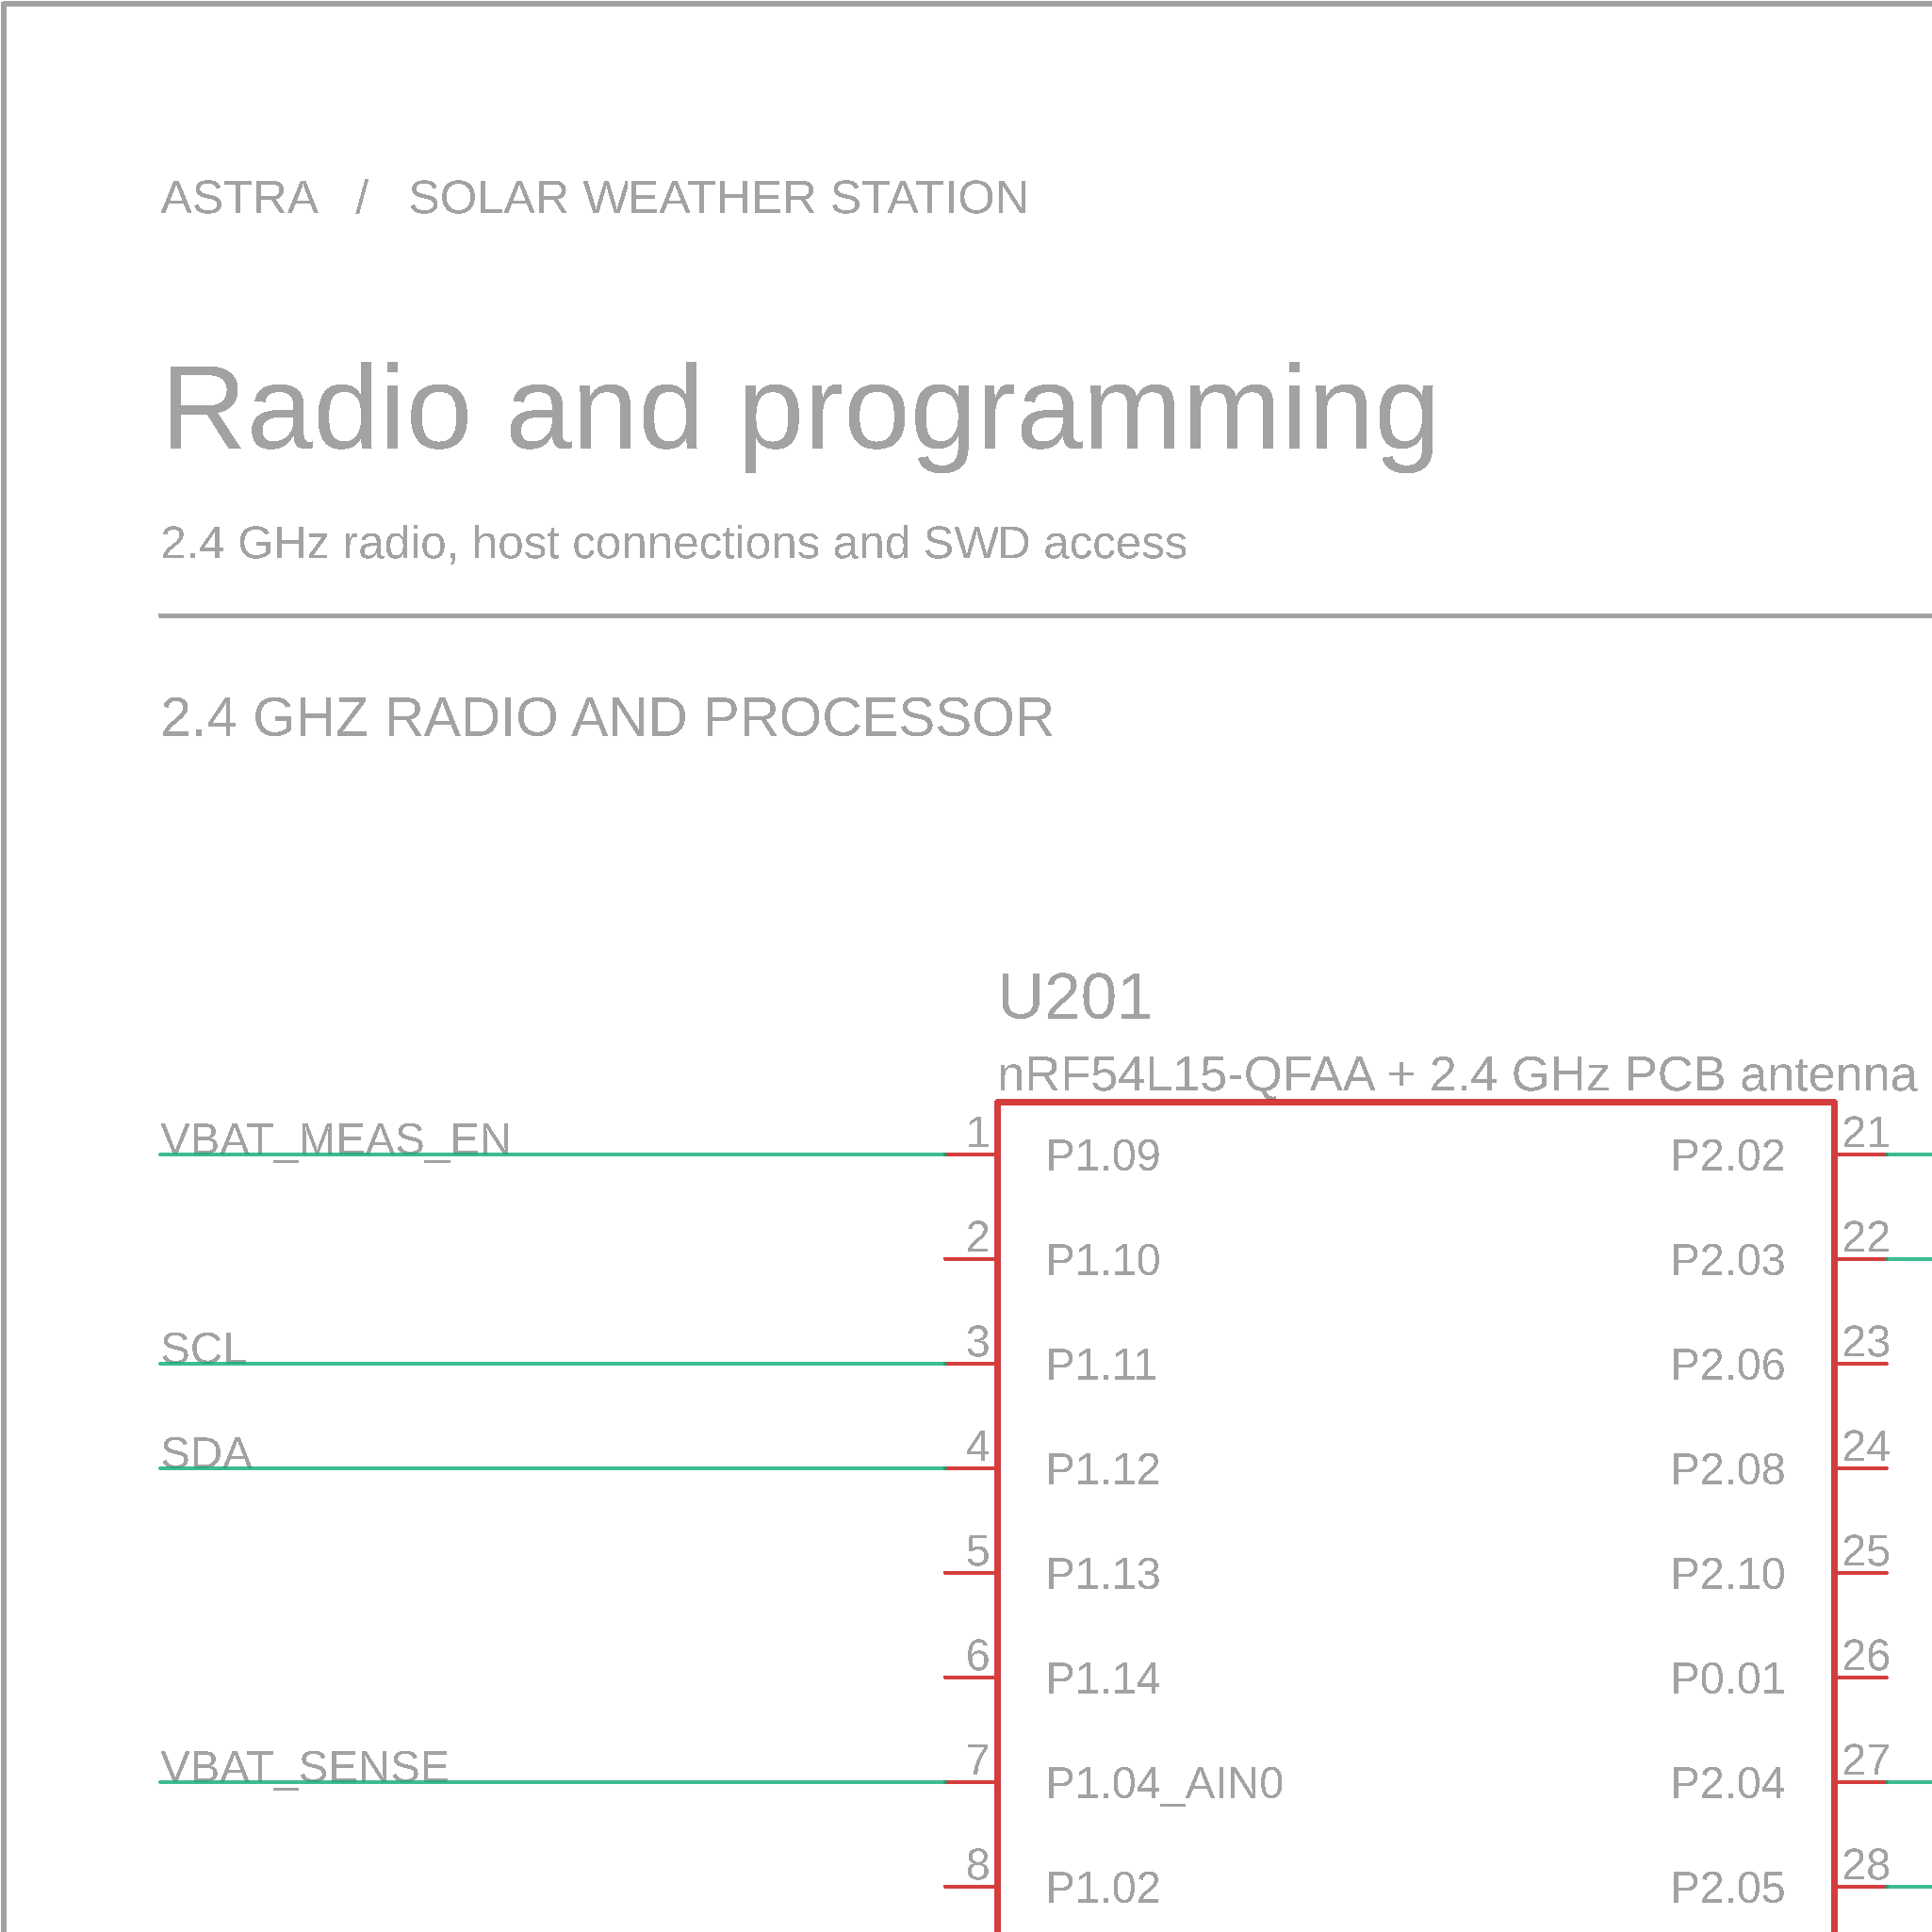 ASTRA / SOLAR WEATHER STATION
Radio and programming
2.4 GHz radio, host connections and SWD access
2.4 GHZ RADIO AND PROCESSOR
U201
nRF54L15-QFAA + 2.4 GHz PCB antenna
VBAT_MEAS_EN 1 P1.09 P2.02 21
2 P1.10 P2.03 22
SCL 3 P1.11 P2.06 23
SDA 4 P1.12 P2.08 24
5 P1.13 P2.10 25
6 P1.14 P0.01 26
VBAT_SENSE 7 P1.04_AIN0 P2.04 27
8 P1.02 P2.05 28